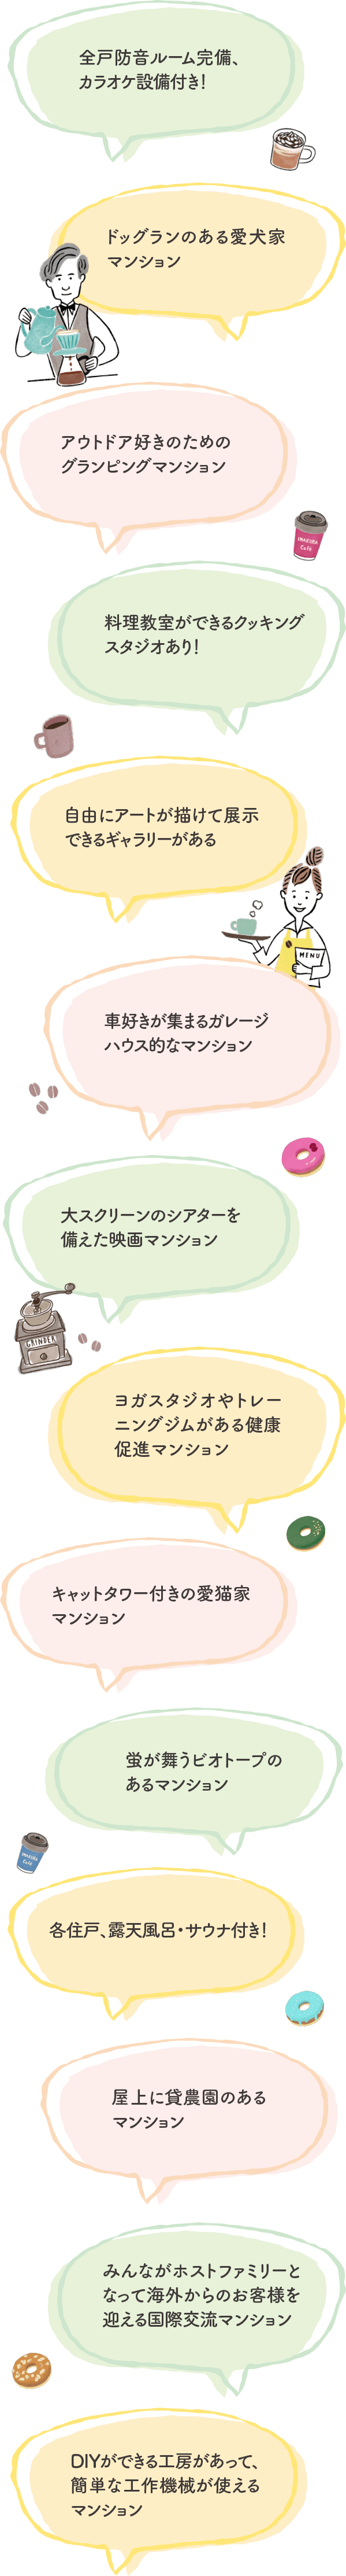 全戸防音ルーム完備、
カラオケ設備付き！
ドッグランのある愛犬家
マンション
アウトドア好きのための
グランピングマンション
IMAKURA
Cafe
料理教室ができるクッキング
スタジオあり！
自由にアートが描けて展示
できるギャラリーがある
MENU
車好きが集まるガレージ
ハウス的なマンション
大スクリーンのシアターを
備えた映画マンション
GRINDER
ヨガスタジオやトレー
ニングジムがある健康
促進マンション
キャットタワー付きの愛猫家
マンション
蛍が舞うビオトープの
あるマンション
IMAKURA
Cafe
各住戸、露天風呂・サウナ付き！
屋上に貸農園のある
マンション
みんながホストファミリーと
なって海外からのお客様を
迎える国際交流マンション
DIYができる工房があって、
簡単な工作機械が使える
マンション